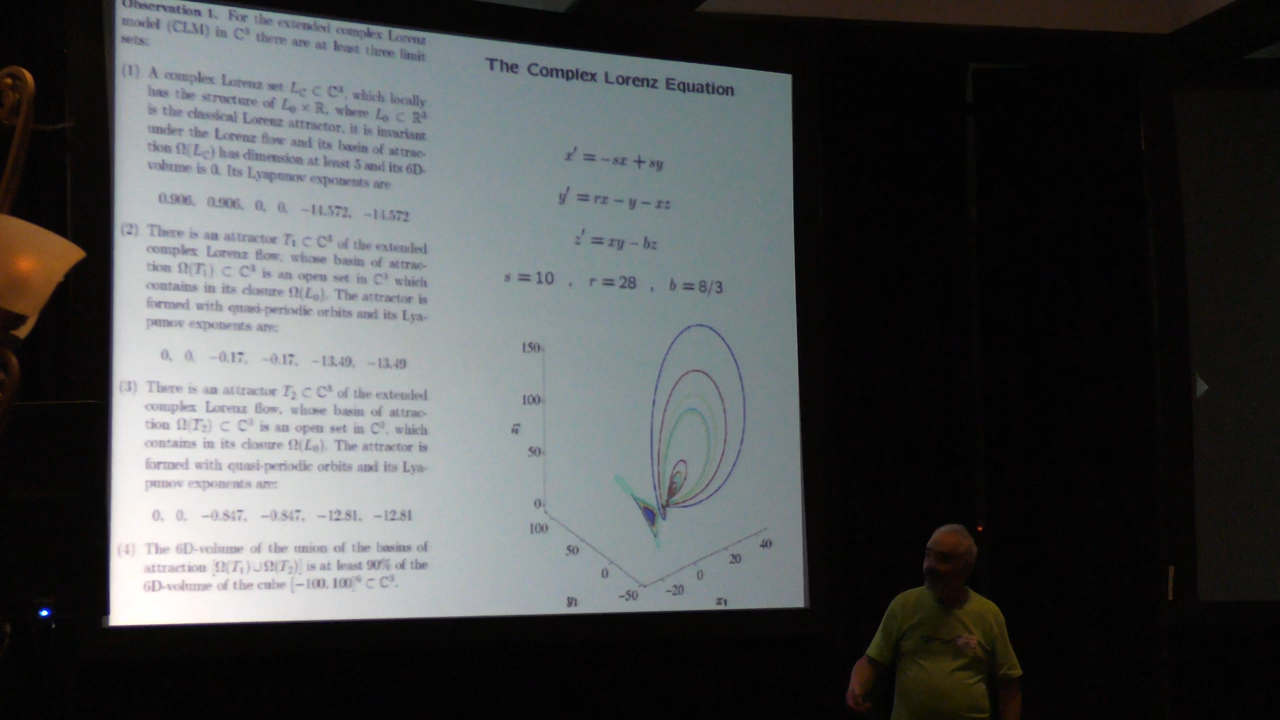 Observation 1. For the extended complex Lorenz
model (CLM) in C³ there are at least three limit
sets:
(1) A complex Lorenz set L_C ⊂ C³, which locally
has the structure of L₀ × R, where L₀ ⊂ R³
is the classical Lorenz attractor, it is invariant
under the Lorenz flow and its basin of attrac-
tion Ω(L_C) has dimension at least 5 and its 6D-
volume is 0. Its Lyapunov exponents are
0.906, 0.906, 0, 0, −14.572, −14.572
(2) There is an attractor T₁ ⊂ C³ of the extended
complex Lorenz flow, whose basin of attrac-
tion Ω(T₁) ⊂ C³ is an open set in C³ which
contains in its closure Ω(L₀). The attractor is
formed with quasi-periodic orbits and its Lya-
punov exponents are:
0, 0, −0.17, −0.17, −13.49, −13.49
(3) There is an attractor T₂ ⊂ C³ of the extended
complex Lorenz flow, whose basin of attrac-
tion Ω(T₂) ⊂ C³ is an open set in C³, which
contains in its closure Ω(L₀). The attractor is
formed with quasi-periodic orbits and its Lya-
punov exponents are:
0, 0, −0.847, −0.847, −12.81, −12.81
(4) The 6D-volume of the union of the basins of
attraction [Ω(T₁)∪Ω(T₂)] is at least 90% of the
6D-volume of the cube [−100, 100]⁶ ⊂ C³.
The Complex Lorenz Equation
x′ = −sx + sy
y′ = rx − y − xz
z′ = xy − bz
s = 10 , r = 28 , b = 8/3
150
100
50
0
100
50
0
−50
y₁
−20
0
20
40
x₁